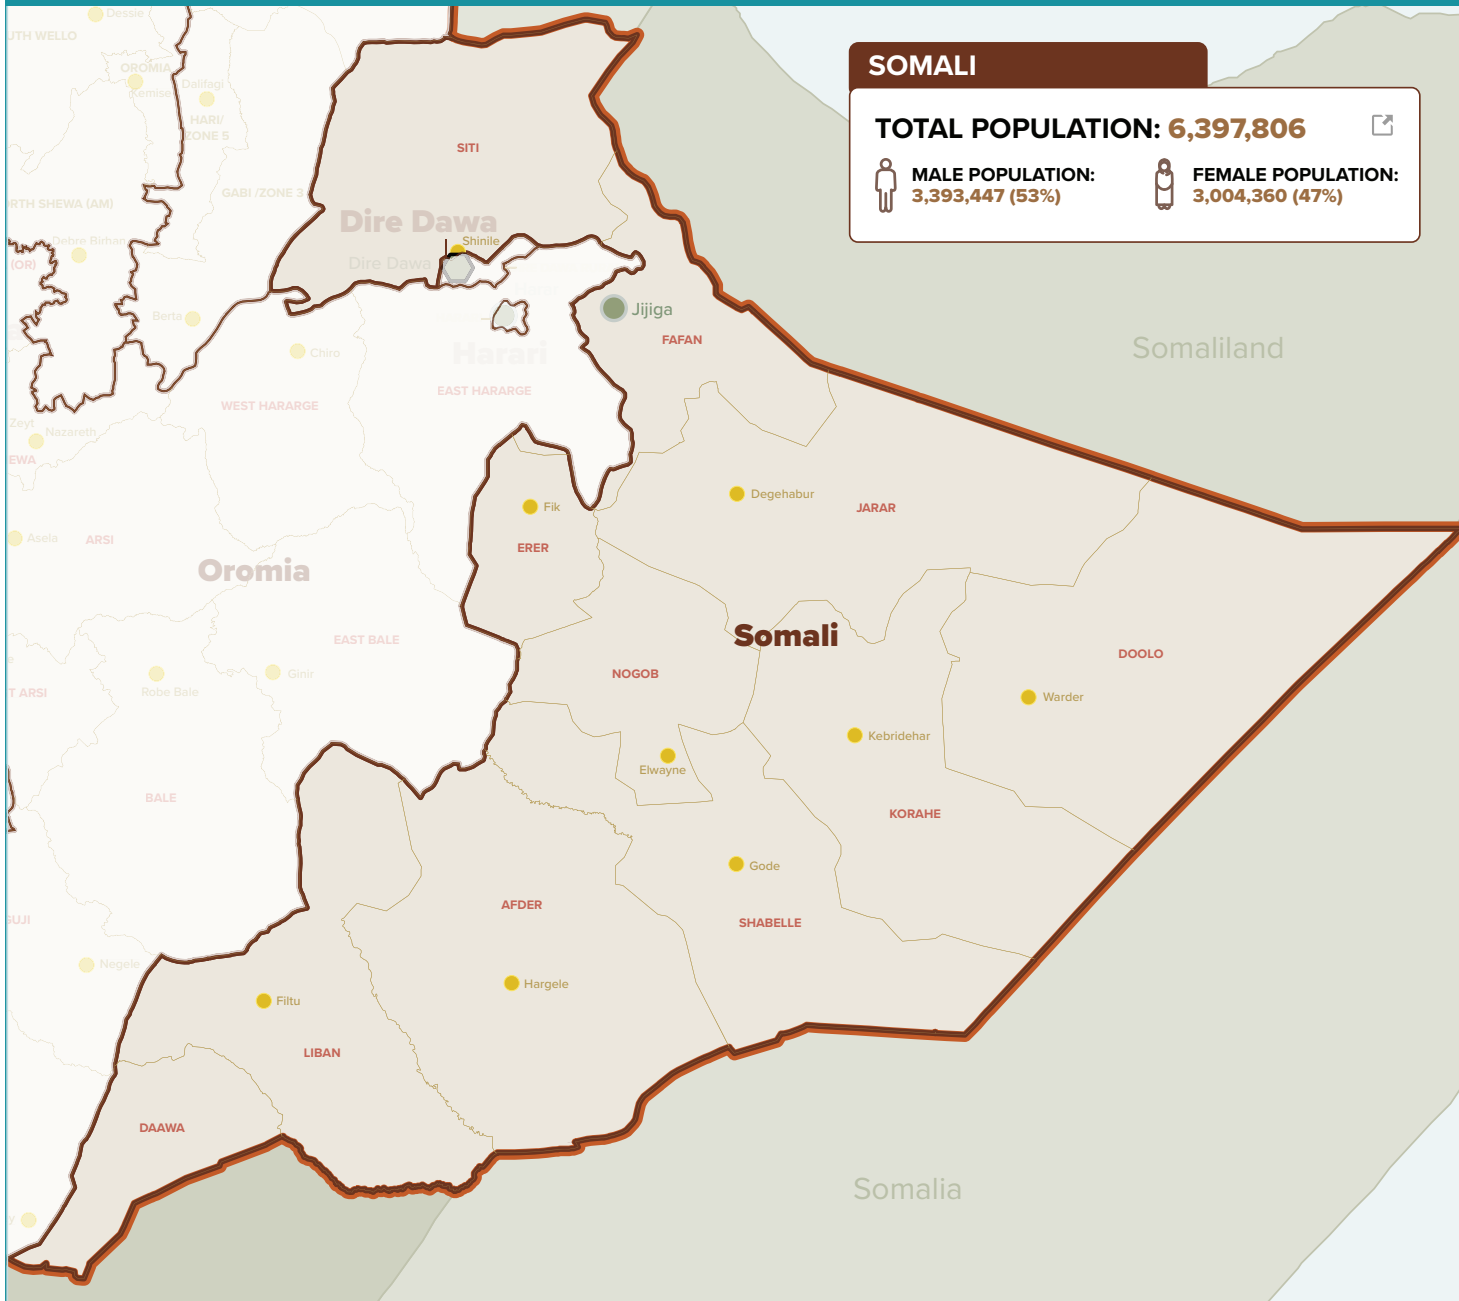 Dessie
UTH WELLO
OROMIA
Kemise
Dalifagi
HARI/
ZONE 5
GABI /ZONE 3
RTH SHEWA (AM)
Debre Birhan
(OR)
SOMALI
TOTAL POPULATION: 6,397,806
MALE POPULATION:
3,393,447 (53%)
FEMALE POPULATION:
3,004,360 (47%)
SITI
Dire Dawa
Shinile
Dire Dawa
Harari
Berta
Chiro
Jijiga
FAFAN
Somaliland
Harari
EAST HARARGE
WEST HARARGE
Zeyt
Nazareth
EWA
Asela
ARSI
Oromia
Fik
ERER
Degehabur
JARAR
EAST BALE
Somali
DOOLO
NOGOB
Ginir
Robe Bale
T ARSI
Warder
Kebridehar
Elwayne
BALE
KORAHE
Gode
AFDER
SHABELLE
GUJI
Negele
Hargele
Filtu
LIBAN
DAAWA
Somalia